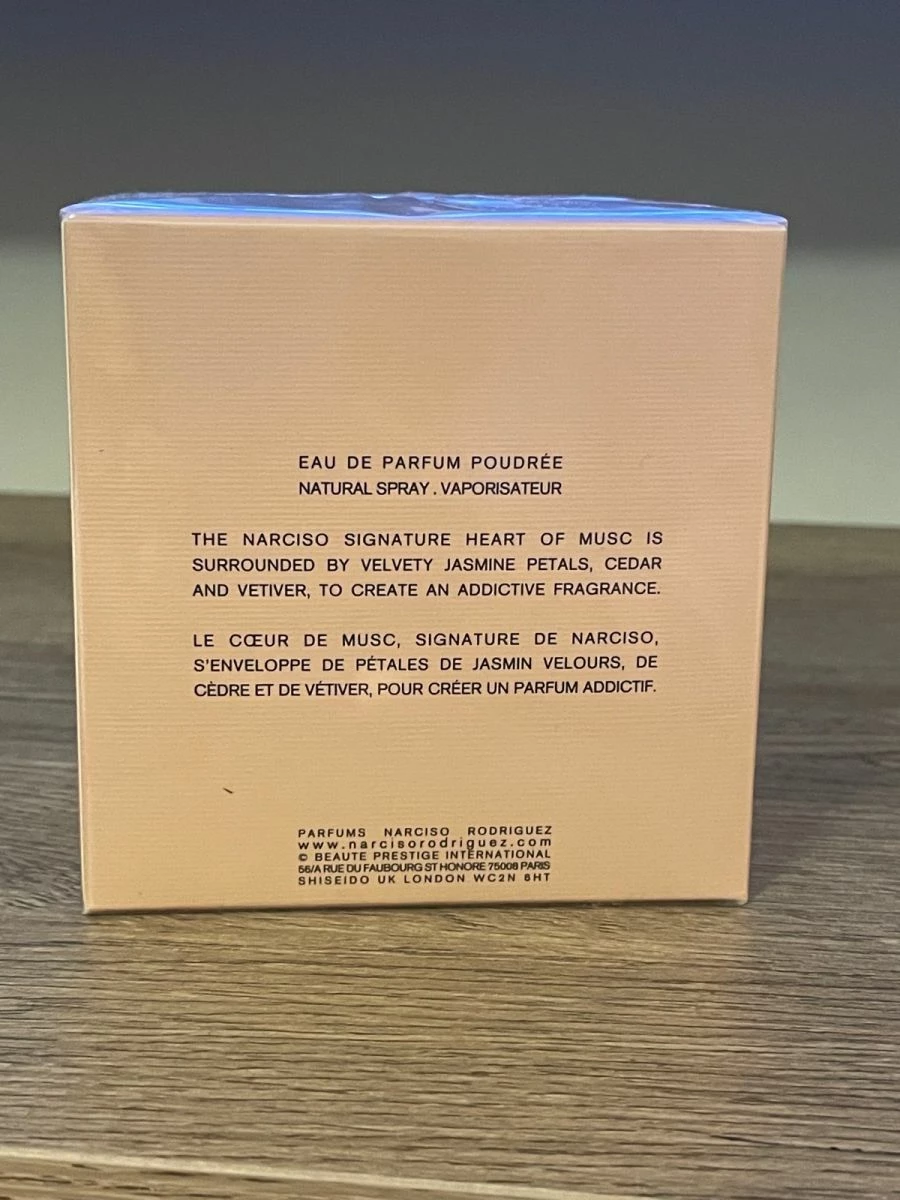 EAU DE PARFUM POUDRÉE
NATURAL SPRAY . VAPORISATEUR
THE NARCISO SIGNATURE HEART OF MUSC IS
SURROUNDED BY VELVETY JASMINE PETALS, CEDAR
AND VETIVER, TO CREATE AN ADDICTIVE FRAGRANCE.
LE CŒUR DE MUSC, SIGNATURE DE NARCISO,
S'ENVELOPPE DE PÉTALES DE JASMIN VELOURS, DE
CÈDRE ET DE VÉTIVER, POUR CRÉER UN PARFUM ADDICTIF.
PARFUMS NARCISO RODRIGUEZ
www.narcisorodriguez.com
© BEAUTE PRESTIGE INTERNATIONAL
56/A RUE DU FAUBOURG ST HONORE 75008 PARIS
SHISEIDO UK LONDON WC2N 6HT